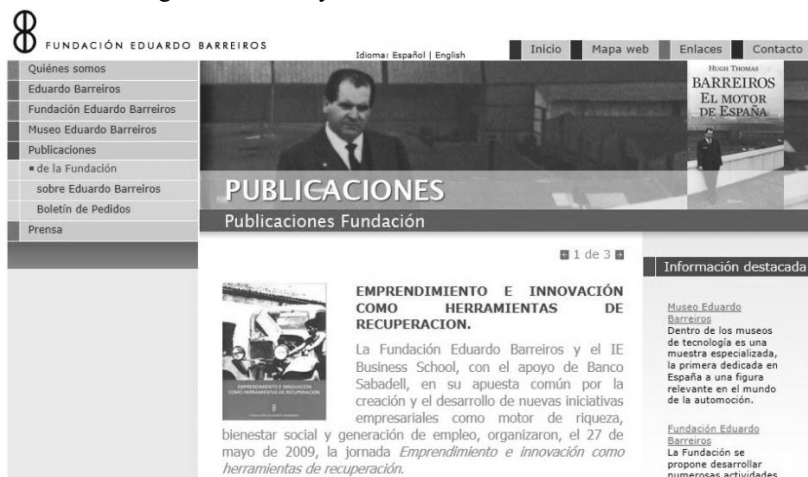 FUNDACIÓN EDUARDO BARREIROS
Idioma: Español | English
Inicio
Mapa web
Enlaces
Contacto
Quiénes somos
Eduardo Barreiros
Fundación Eduardo Barreiros
Museo Eduardo Barreiros
Publicaciones
de la Fundación
sobre Eduardo Barreiros
Boletín de Pedidos
Prensa
HUGH THOMAS
BARREIROS
EL MOTOR
DE ESPAÑA
PUBLICACIONES
Publicaciones Fundación
1 de 3
EMPRENDIMIENTO E INNOVACIÓN
COMO HERRAMIENTAS DE
RECUPERACION.
EMPRENDIMIENTO E INNOVACIÓN
COMO HERRAMIENTAS DE RECUPERACIÓN
La Fundación Eduardo Barreiros y el IE
Business School, con el apoyo de Banco
Sabadell, en su apuesta común por la
creación y el desarrollo de nuevas iniciativas
empresariales como motor de riqueza,
bienestar social y generación de empleo, organizaron, el 27 de
mayo de 2009, la jornada Emprendimiento e innovación como
herramientas de recuperación.
Información destacada
Museo Eduardo
Barreiros
Dentro de los museos
de tecnología es una
muestra especializada,
la primera dedicada en
España a una figura
relevante en el mundo
de la automoción.
Fundación Eduardo
Barreiros
La Fundación se
propone desarrollar
numerosas actividades